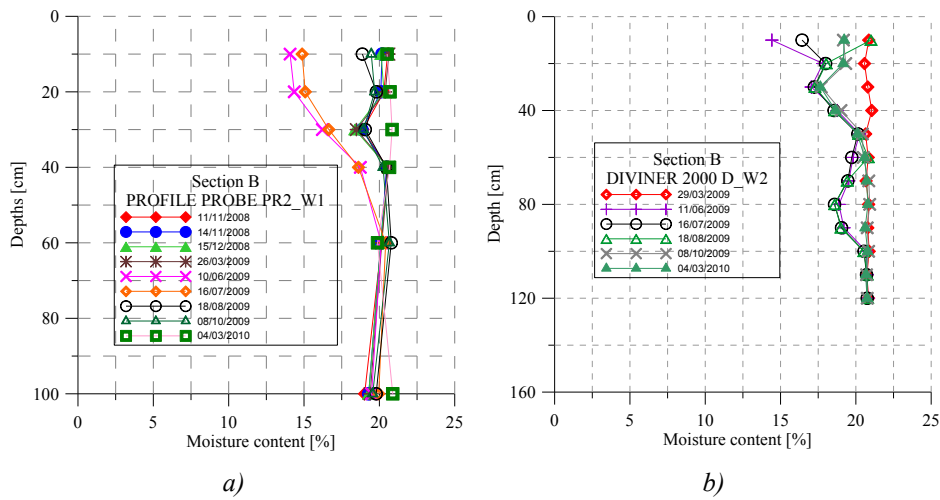 0
20
40
60
80
100
Depths [cm]
Section B
PROFILE PROBE PR2_W1
11/11/2008
14/11/2008
15/12/2008
26/03/2009
10/06/2009
16/07/2009
18/08/2009
08/10/2009
04/03/2010
0 5 10 15 20 25
Moisture content [%]
a)
0
40
80
120
160
Depth [cm]
Section B
DIVINER 2000 D_W2
29/03/2009
11/06/2009
16/07/2009
18/08/2009
08/10/2009
04/03/2010
0 5 10 15 20 25
Moisture content [%]
b)